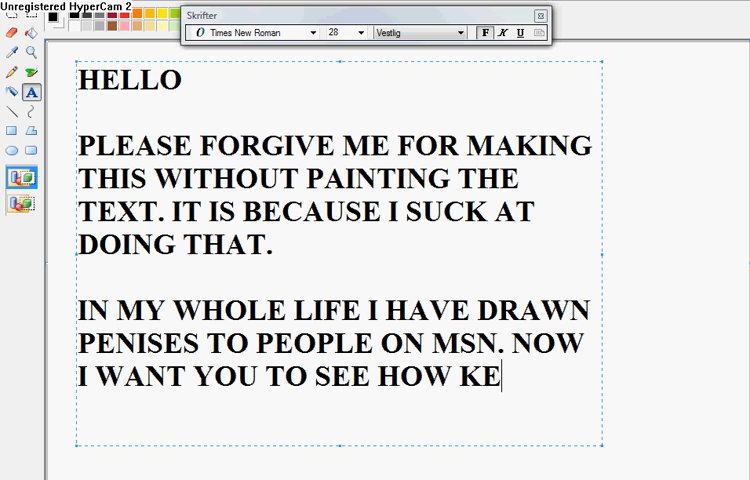 Unregistered HyperCam 2
Skrifter
O Times New Roman 28 Vestlig F K U
A
HELLO
PLEASE FORGIVE ME FOR MAKING
THIS WITHOUT PAINTING THE
TEXT. IT IS BECAUSE I SUCK AT
DOING THAT.
IN MY WHOLE LIFE I HAVE DRAWN
PENISES TO PEOPLE ON MSN. NOW
I WANT YOU TO SEE HOW KE